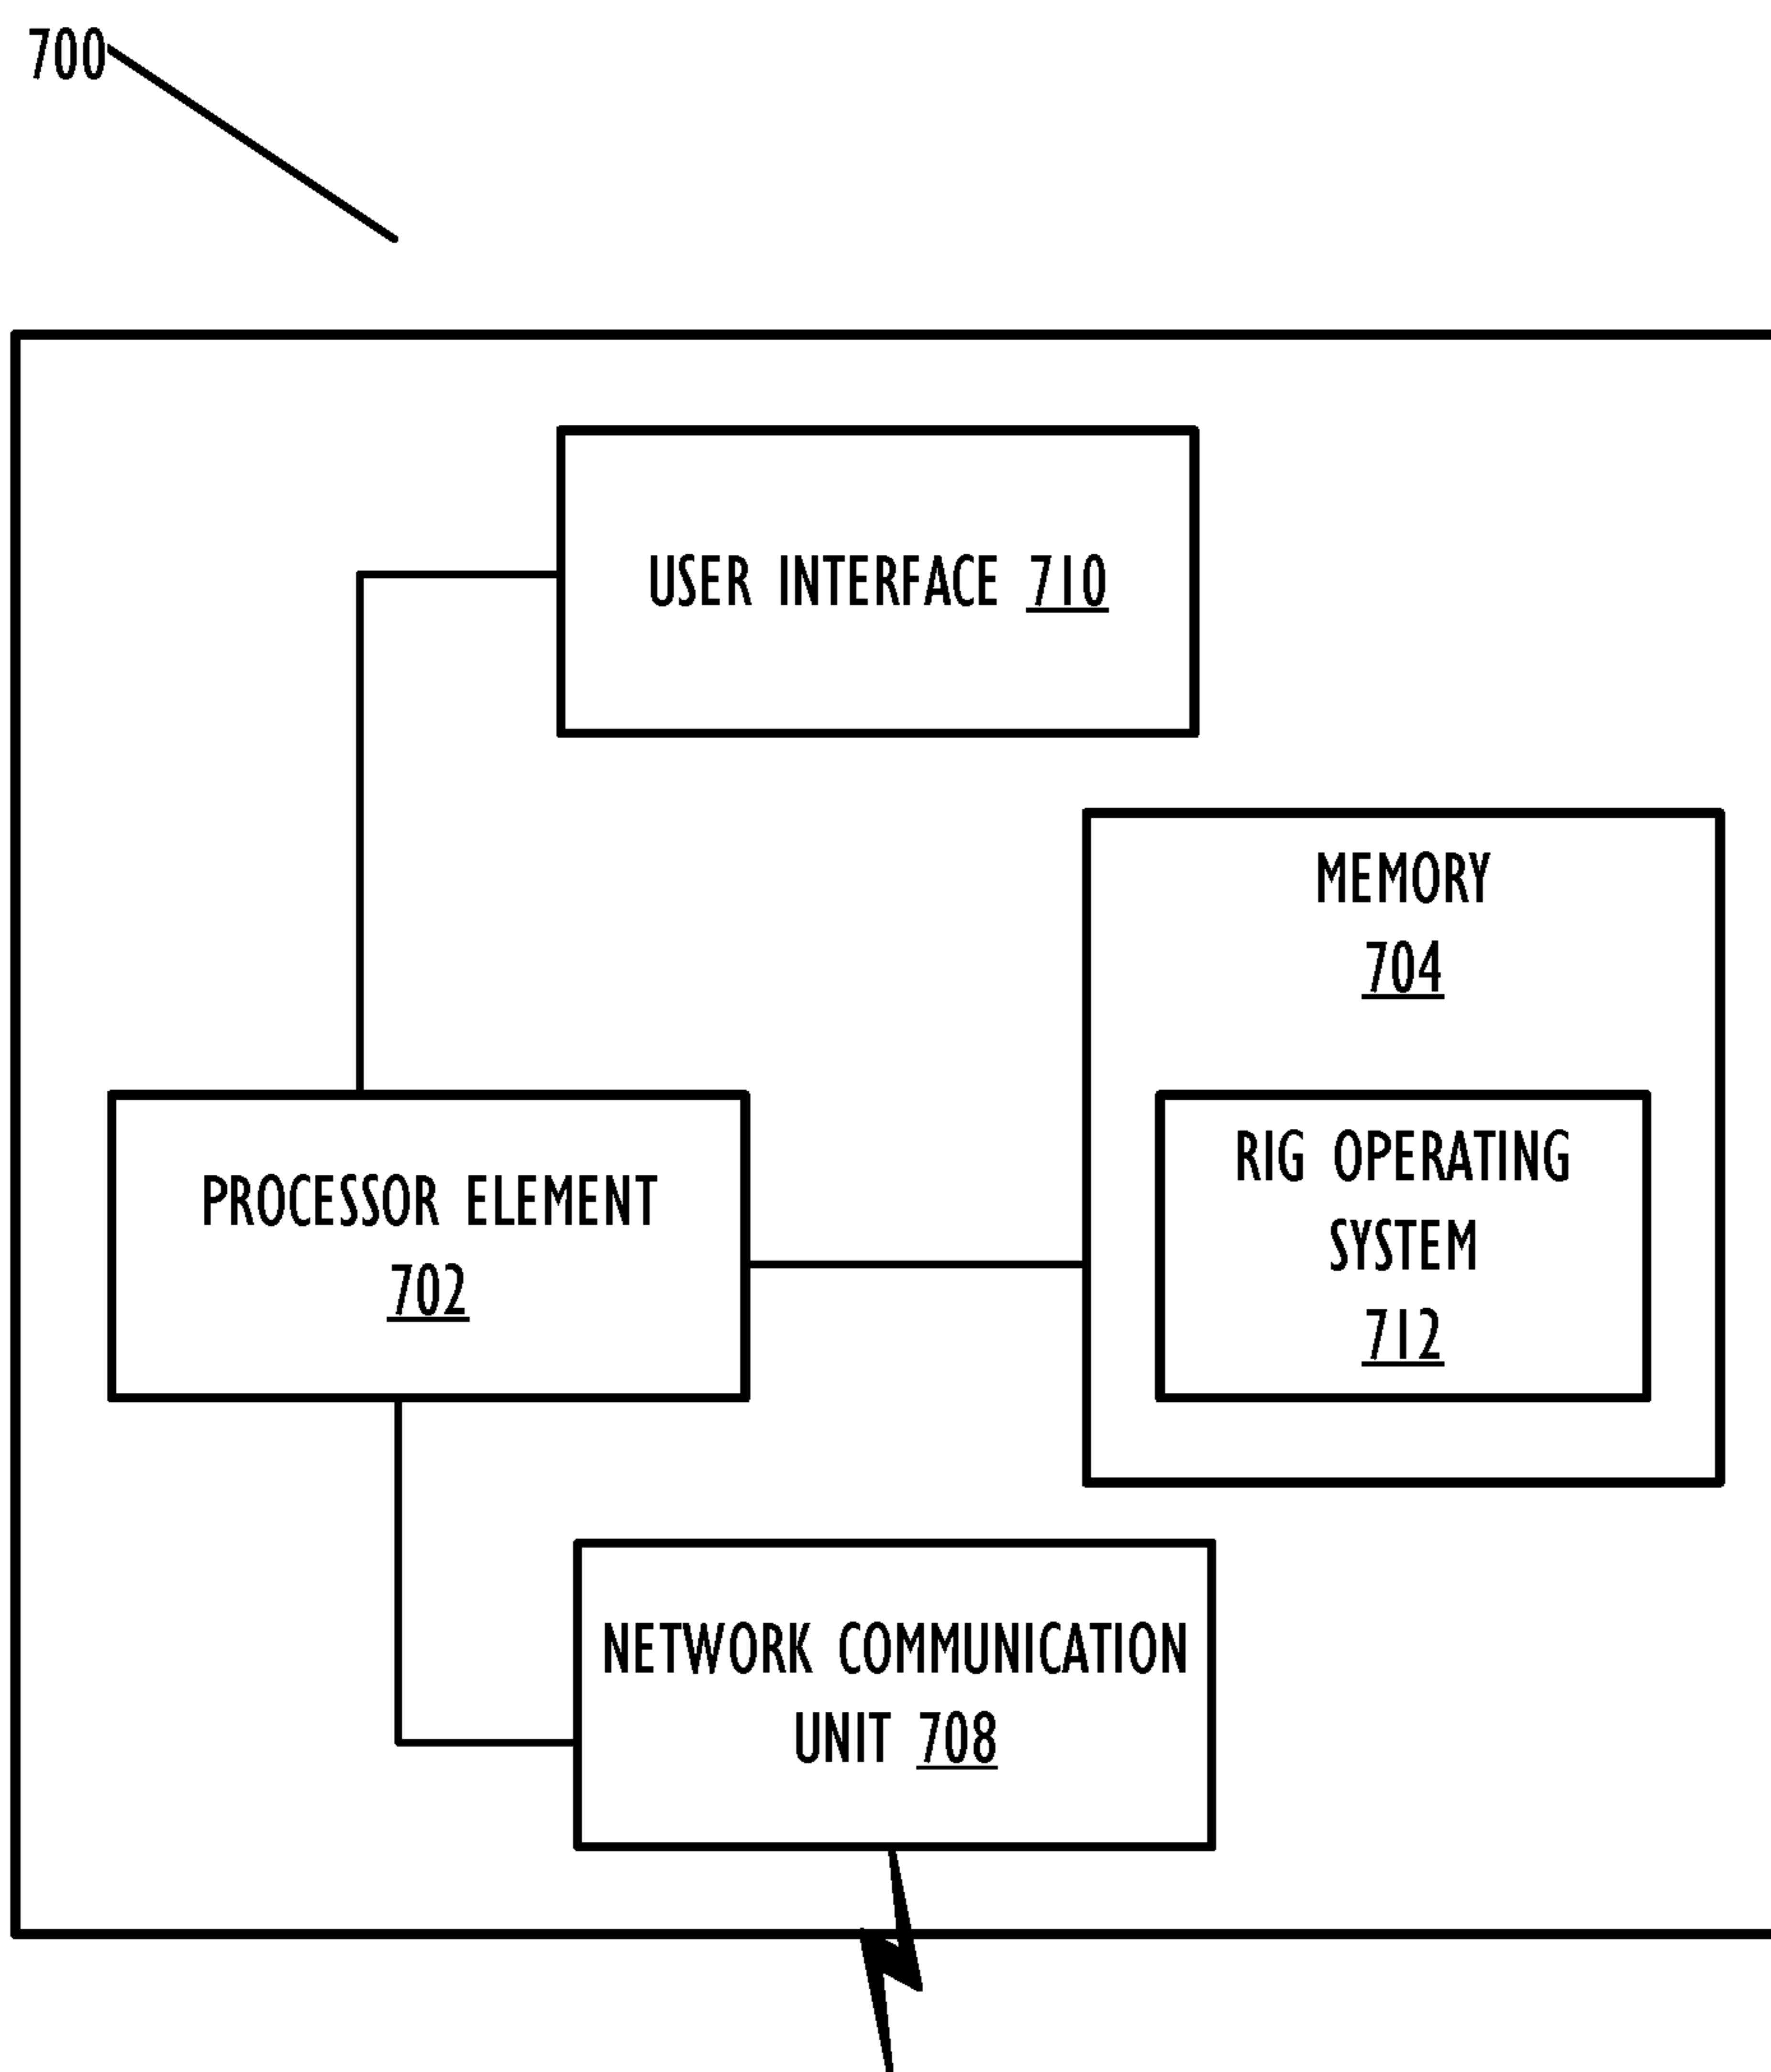 700
USER INTERFACE 710
MEMORY
704
RIG OPERATING
SYSTEM
712
PROCESSOR ELEMENT
702
NETWORK COMMUNICATION
UNIT 708